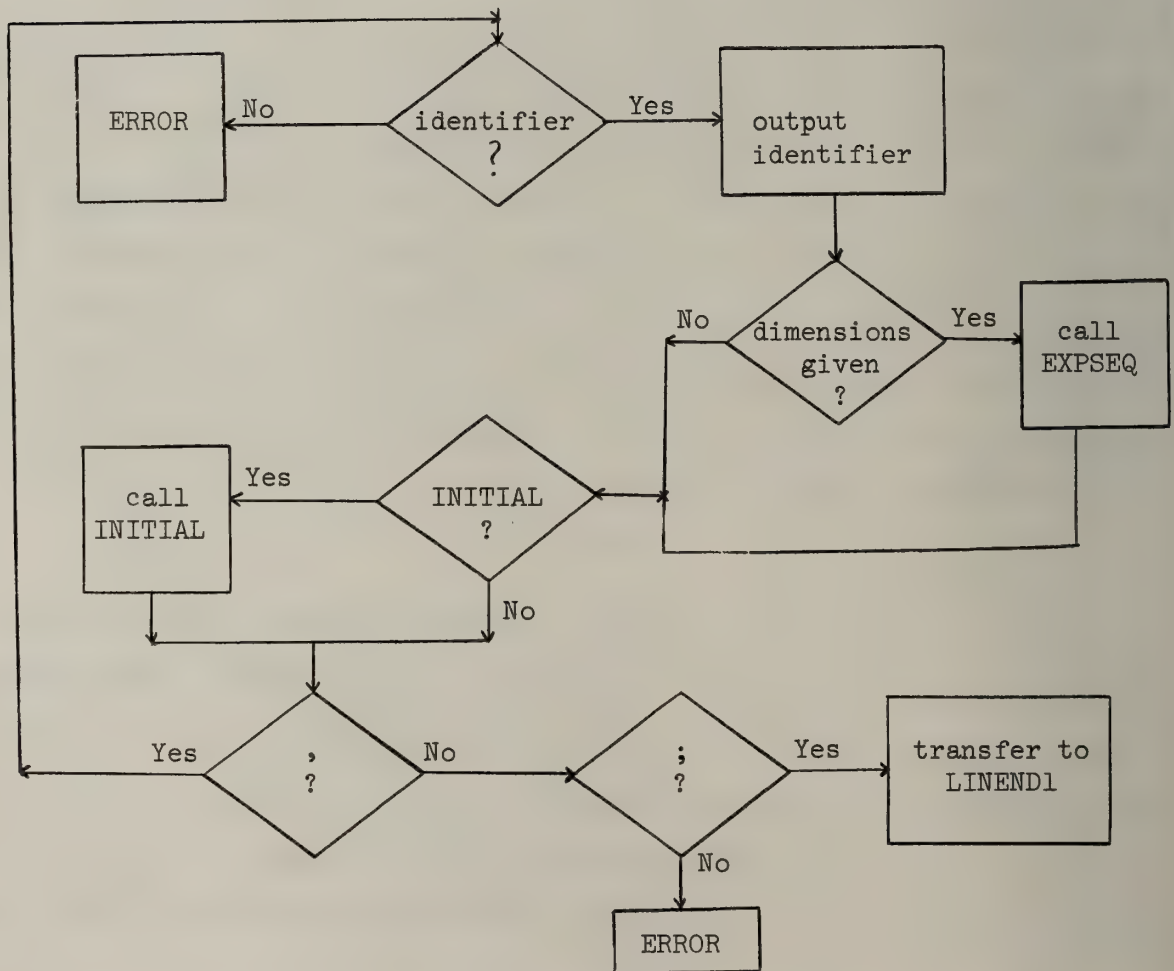 ERROR
No
identifier
?
Yes
output
identifier
No
dimensions
given
?
Yes
call
EXPSEQ
call
INITIAL
Yes
INITIAL
?
No
Yes
,
?
No
;
?
Yes
transfer to
LINEND1
No
ERROR